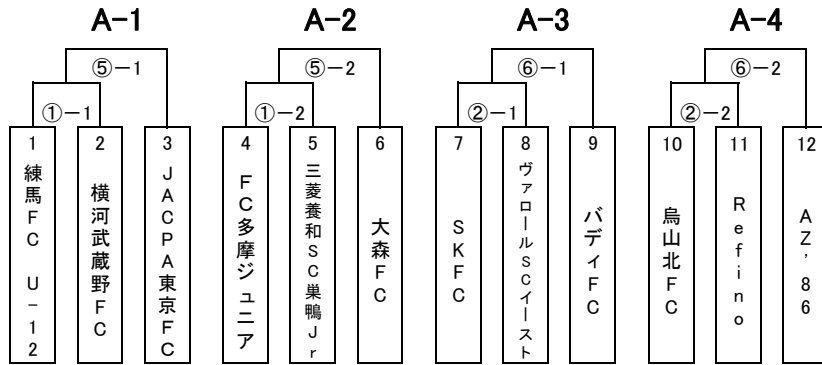 A-1 A-2 A-3 A-4
⑤-1 ⑤-2 ⑥-1 ⑥-2
①-1 ①-2 ②-1 ②-2
1 2 3 4 5 6 7 8 9 10 11 12
練馬FC U-12
横河武蔵野FC
JACPA東京FC
FC多摩ジュニア
三菱養和SC巣鴨Jr
大森FC
SKFC
ヴァロールSCイースト
バディFC
烏山北FC
Refino
AZ'86